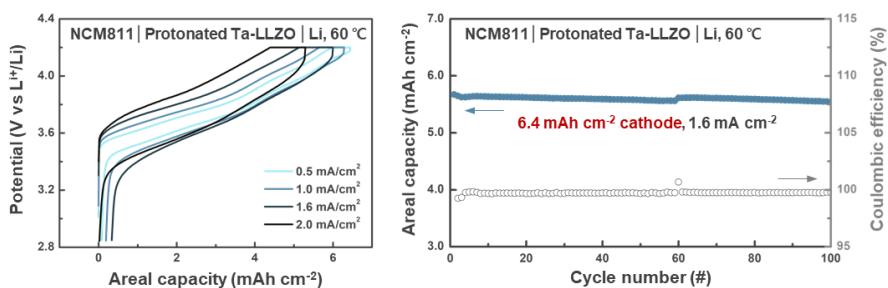 NCM811 | Protonated Ta-LLZO | Li, 60 ℃
Potential (V vs Li⁺/Li)
4.4
4.0
3.6
3.2
2.8
0.5 mA/cm²
1.0 mA/cm²
1.6 mA/cm²
2.0 mA/cm²
0 2 4 6
Areal capacity (mAh cm⁻²)
NCM811 | Protonated Ta-LLZO | Li, 60 ℃
Areal capacity (mAh cm⁻²)
7.0
6.0
5.0
4.0
3.0
6.4 mAh cm⁻² cathode, 1.6 mA cm⁻²
115
110
105
100
95
Coulombic efficiency (%)
0 20 40 60 80 100
Cycle number (#)